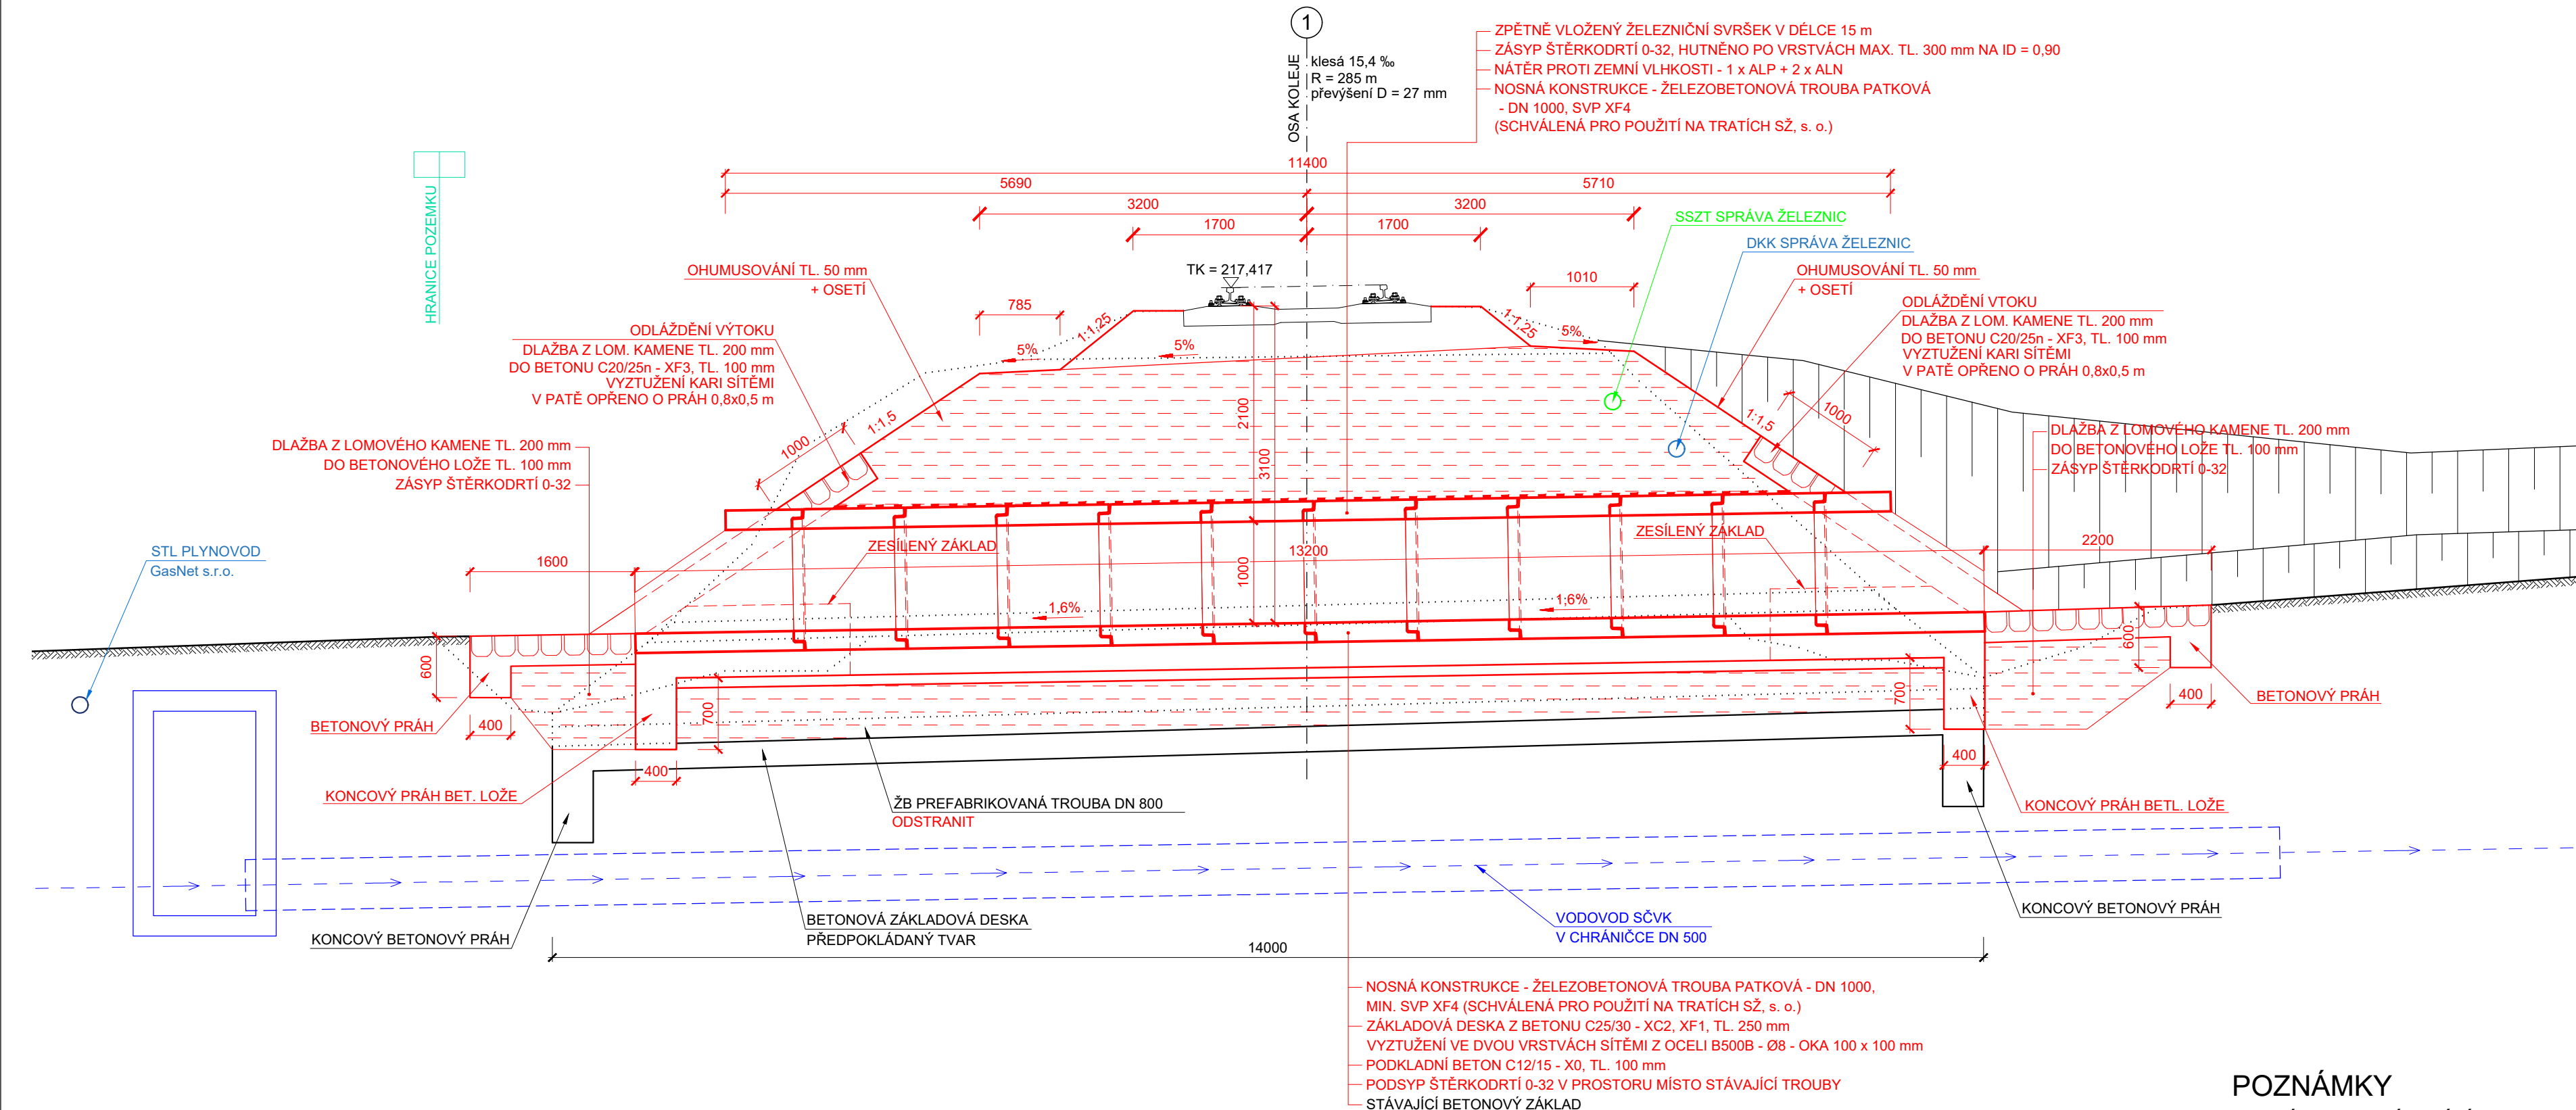 1
OSA KOLEJE
klesá 15,4 ‰
R = 285 m
převýšení D = 27 mm
ZPĚTNĚ VLOŽENÝ ŽELEZNIČNÍ SVRŠEK V DÉLCE 15 m
ZÁSYP ŠTĚRKODRTÍ 0-32, HUTNĚNO PO VRSTVÁCH MAX. TL. 300 mm NA ID = 0,90
NÁTĚR PROTI ZEMNÍ VLHKOSTI - 1 x ALP + 2 x ALN
NOSNÁ KONSTRUKCE - ŽELEZOBETONOVÁ TROUBA PATKOVÁ
- DN 1000, SVP XF4
(SCHVÁLENÁ PRO POUŽITÍ NA TRATÍCH SŽ, s. o.)
HRANICE POZEMKU
11400
5690
5710
3200
3200
1700
1700
SSZT SPRÁVA ŽELEZNIC
DKK SPRÁVA ŽELEZNIC
TK = 217,417
OHUMUSOVÁNÍ TL. 50 mm
+ OSETÍ
OHUMUSOVÁNÍ TL. 50 mm
+ OSETÍ
785
1010
1:1,25
1:1,25
5%
5%
5%
ODLÁŽDĚNÍ VÝTOKU
DLAŽBA Z LOM. KAMENE TL. 200 mm
DO BETONU C20/25n - XF3, TL. 100 mm
VYZTUŽENÍ KARI SÍTĚMI
V PATĚ OPŘENO O PRÁH 0,8x0,5 m
ODLÁŽDĚNÍ VTOKU
DLAŽBA Z LOM. KAMENE TL. 200 mm
DO BETONU C20/25n - XF3, TL. 100 mm
VYZTUŽENÍ KARI SÍTĚMI
V PATĚ OPŘENO O PRÁH 0,8x0,5 m
1:1,5
1:1,5
1000
1000
2100
3100
1000
DLAŽBA Z LOMOVÉHO KAMENE TL. 200 mm
DO BETONOVÉHO LOŽE TL. 100 mm
ZÁSYP ŠTĚRKODRTÍ 0-32
DLAŽBA Z LOMOVÉHO KAMENE TL. 200 mm
DO BETONOVÉHO LOŽE TL. 100 mm
ZÁSYP ŠTĚRKODRTÍ 0-32
STL PLYNOVOD
GasNet s.r.o.
ZESÍLENÝ ZÁKLAD
ZESÍLENÝ ZÁKLAD
1600
13200
2200
1,6%
1,6%
600
600
700
700
400
400
400
400
BETONOVÝ PRÁH
BETONOVÝ PRÁH
KONCOVÝ PRÁH BET. LOŽE
KONCOVÝ PRÁH BETL. LOŽE
ŽB PREFABRIKOVANÁ TROUBA DN 800
ODSTRANIT
BETONOVÁ ZÁKLADOVÁ DESKA
PŘEDPOKLÁDANÝ TVAR
KONCOVÝ BETONOVÝ PRÁH
KONCOVÝ BETONOVÝ PRÁH
VODOVOD SČVK
V CHRÁNIČCE DN 500
14000
NOSNÁ KONSTRUKCE - ŽELEZOBETONOVÁ TROUBA PATKOVÁ - DN 1000,
MIN. SVP XF4 (SCHVÁLENÁ PRO POUŽITÍ NA TRATÍCH SŽ, s. o.)
ZÁKLADOVÁ DESKA Z BETONU C25/30 - XC2, XF1, TL. 250 mm
VYZTUŽENÍ VE DVOU VRSTVÁCH SÍTĚMI Z OCELI B500B - Ø8 - OKA 100 x 100 mm
PODKLADNÍ BETON C12/15 - X0, TL. 100 mm
PODSYP ŠTĚRKODRTÍ 0-32 V PROSTORU MÍSTO STÁVAJÍCÍ TROUBY
STÁVAJÍCÍ BETONOVÝ ZÁKLAD
POZNÁMKY